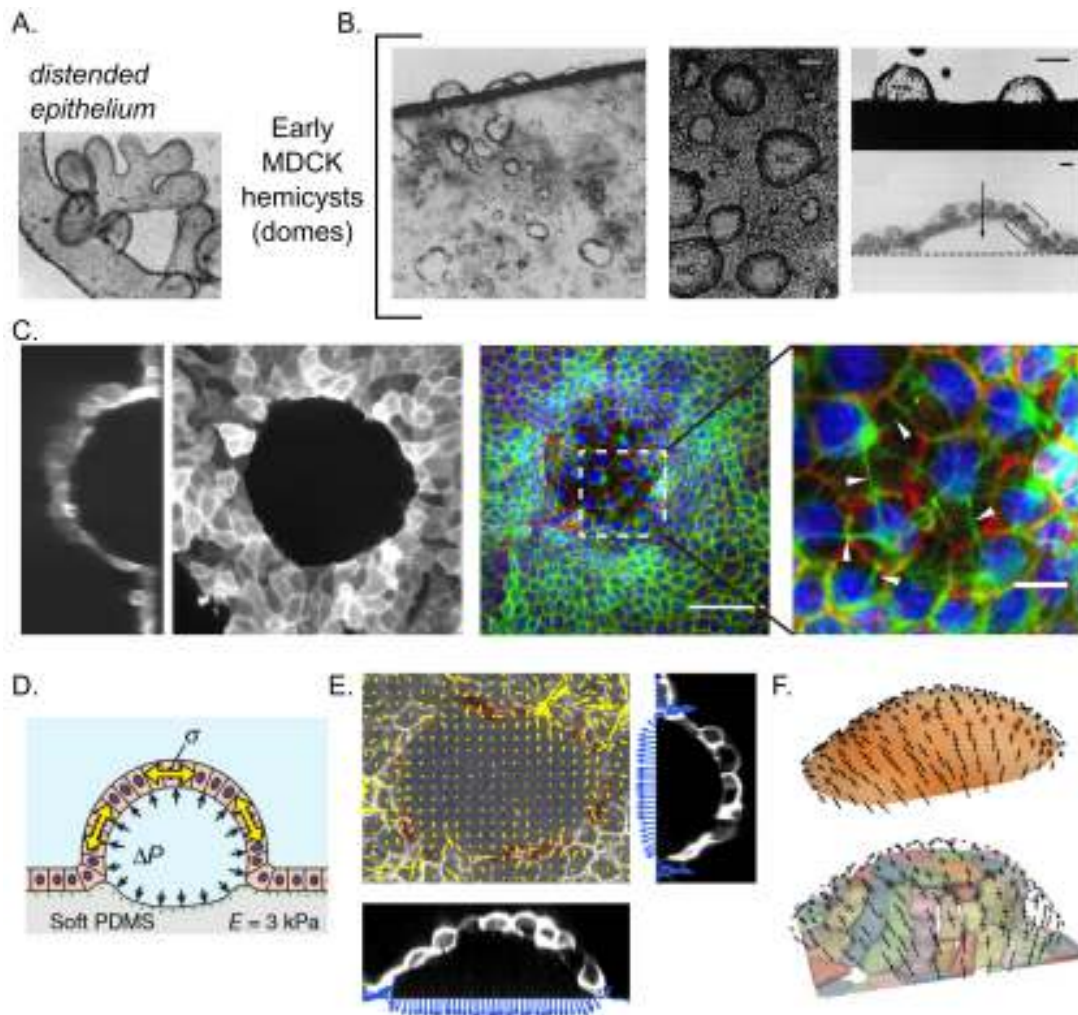 A.
distended
epithelium
B.
Early
MDCK
hemicysts
(domes)
C.
D.
σ
ΔP
Soft PDMS
E = 3 kPa
E.
F.